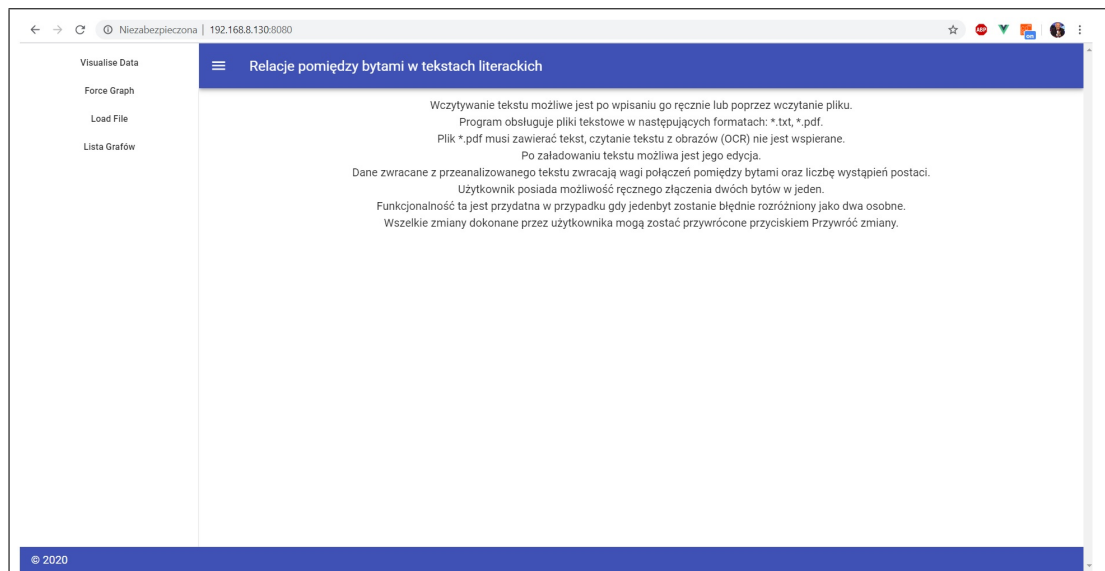 Niezabezpieczona | 192.168.8.130:8080
ABP
on
Visualise Data
Force Graph
Load File
Lista Grafów
Relacje pomiędzy bytami w tekstach literackich
Wczytywanie tekstu możliwe jest po wpisaniu go ręcznie lub poprzez wczytanie pliku.
Program obsługuje pliki tekstowe w następujących formatach: *.txt, *.pdf.
Plik *.pdf musi zawierać tekst, czytanie tekstu z obrazów (OCR) nie jest wspierane.
Po załadowaniu tekstu możliwa jest jego edycja.
Dane zwracane z przeanalizowanego tekstu zwracają wagi połączeń pomiędzy bytami oraz liczbę wystąpień postaci.
Użytkownik posiada możliwość ręcznego złączenia dwóch bytów w jeden.
Funkcjonalność ta jest przydatna w przypadku gdy jedenbyt zostanie błędnie rozróżniony jako dwa osobne.
Wszelkie zmiany dokonane przez użytkownika mogą zostać przywrócone przyciskiem Przywróć zmiany.
© 2020